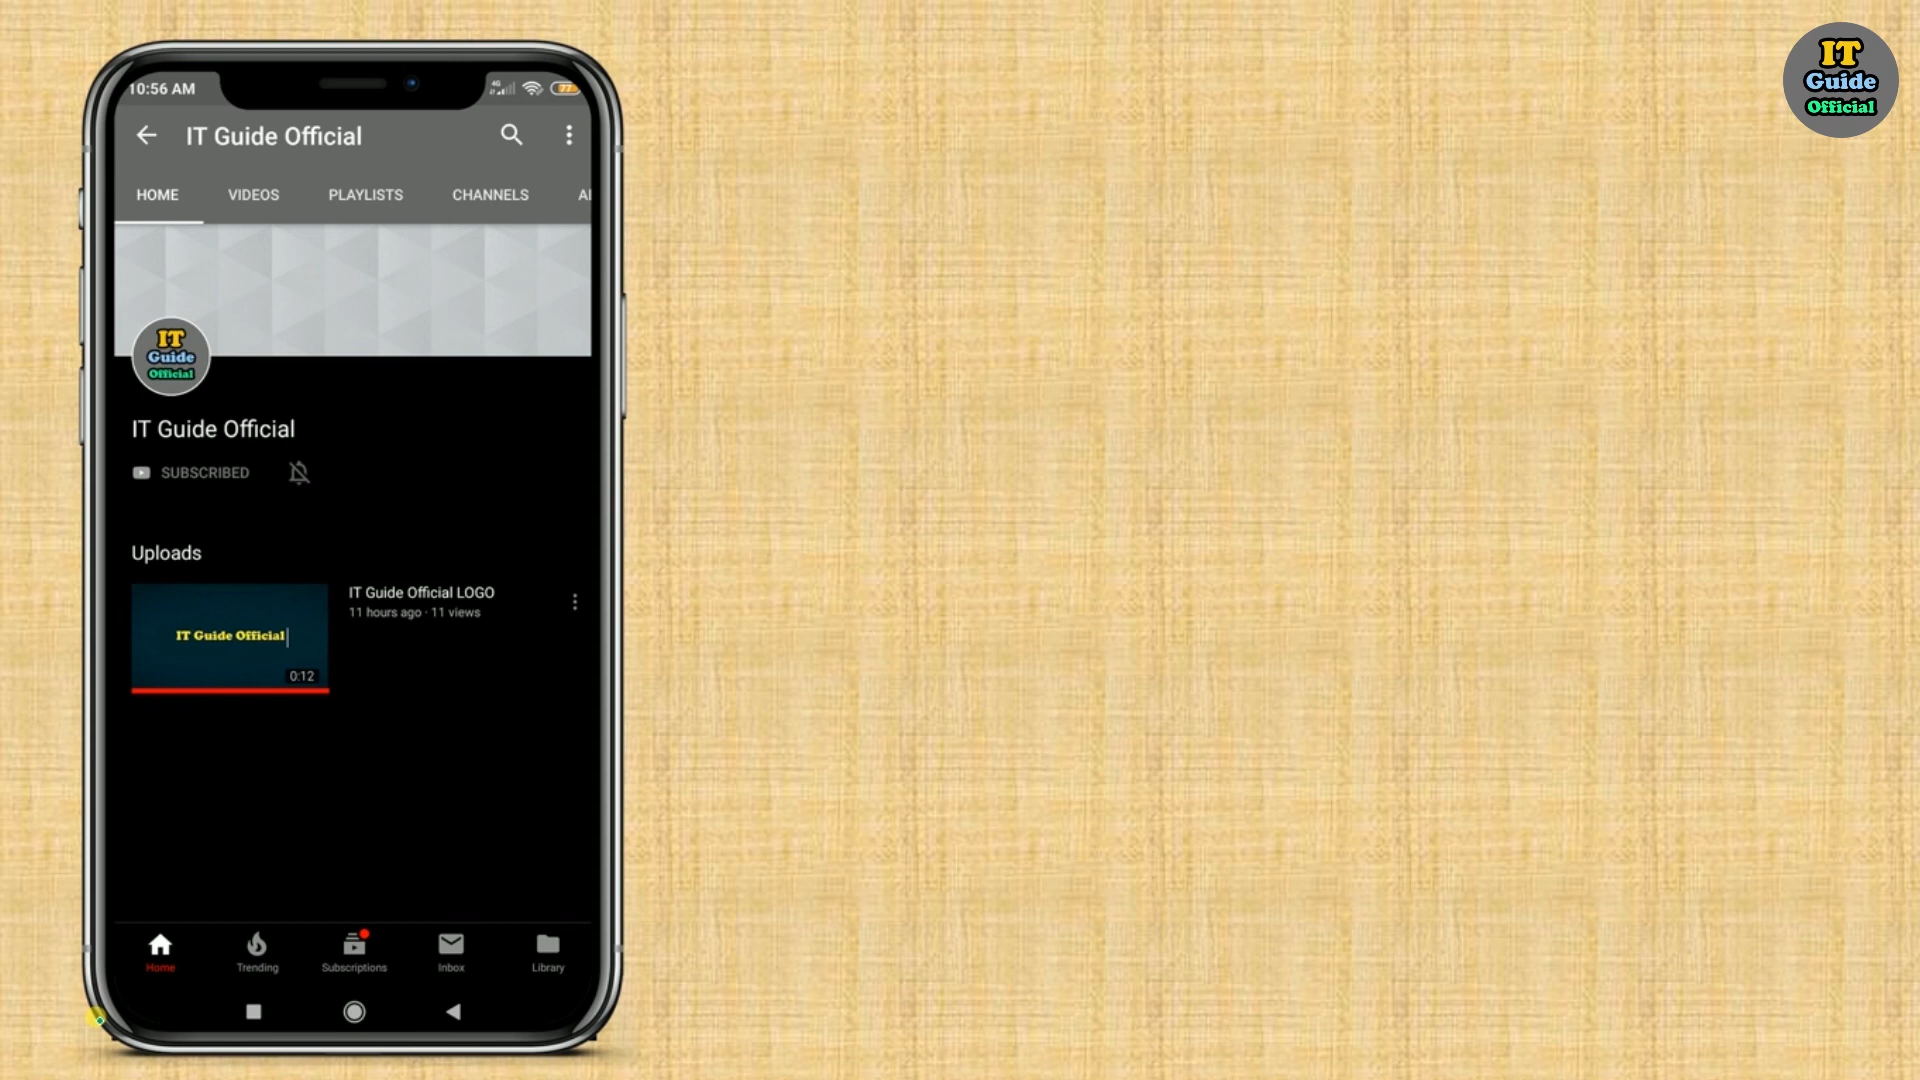 10:56 AM
4G
77
IT Guide Official
HOME
VIDEOS
PLAYLISTS
CHANNELS
IT
Guide
Official
IT Guide Official
SUBSCRIBED
Uploads
IT Guide Official
0:12
IT Guide Official LOGO
11 hours ago · 11 views
Home
Trending
Subscriptions
Inbox
Library
IT
Guide
Official